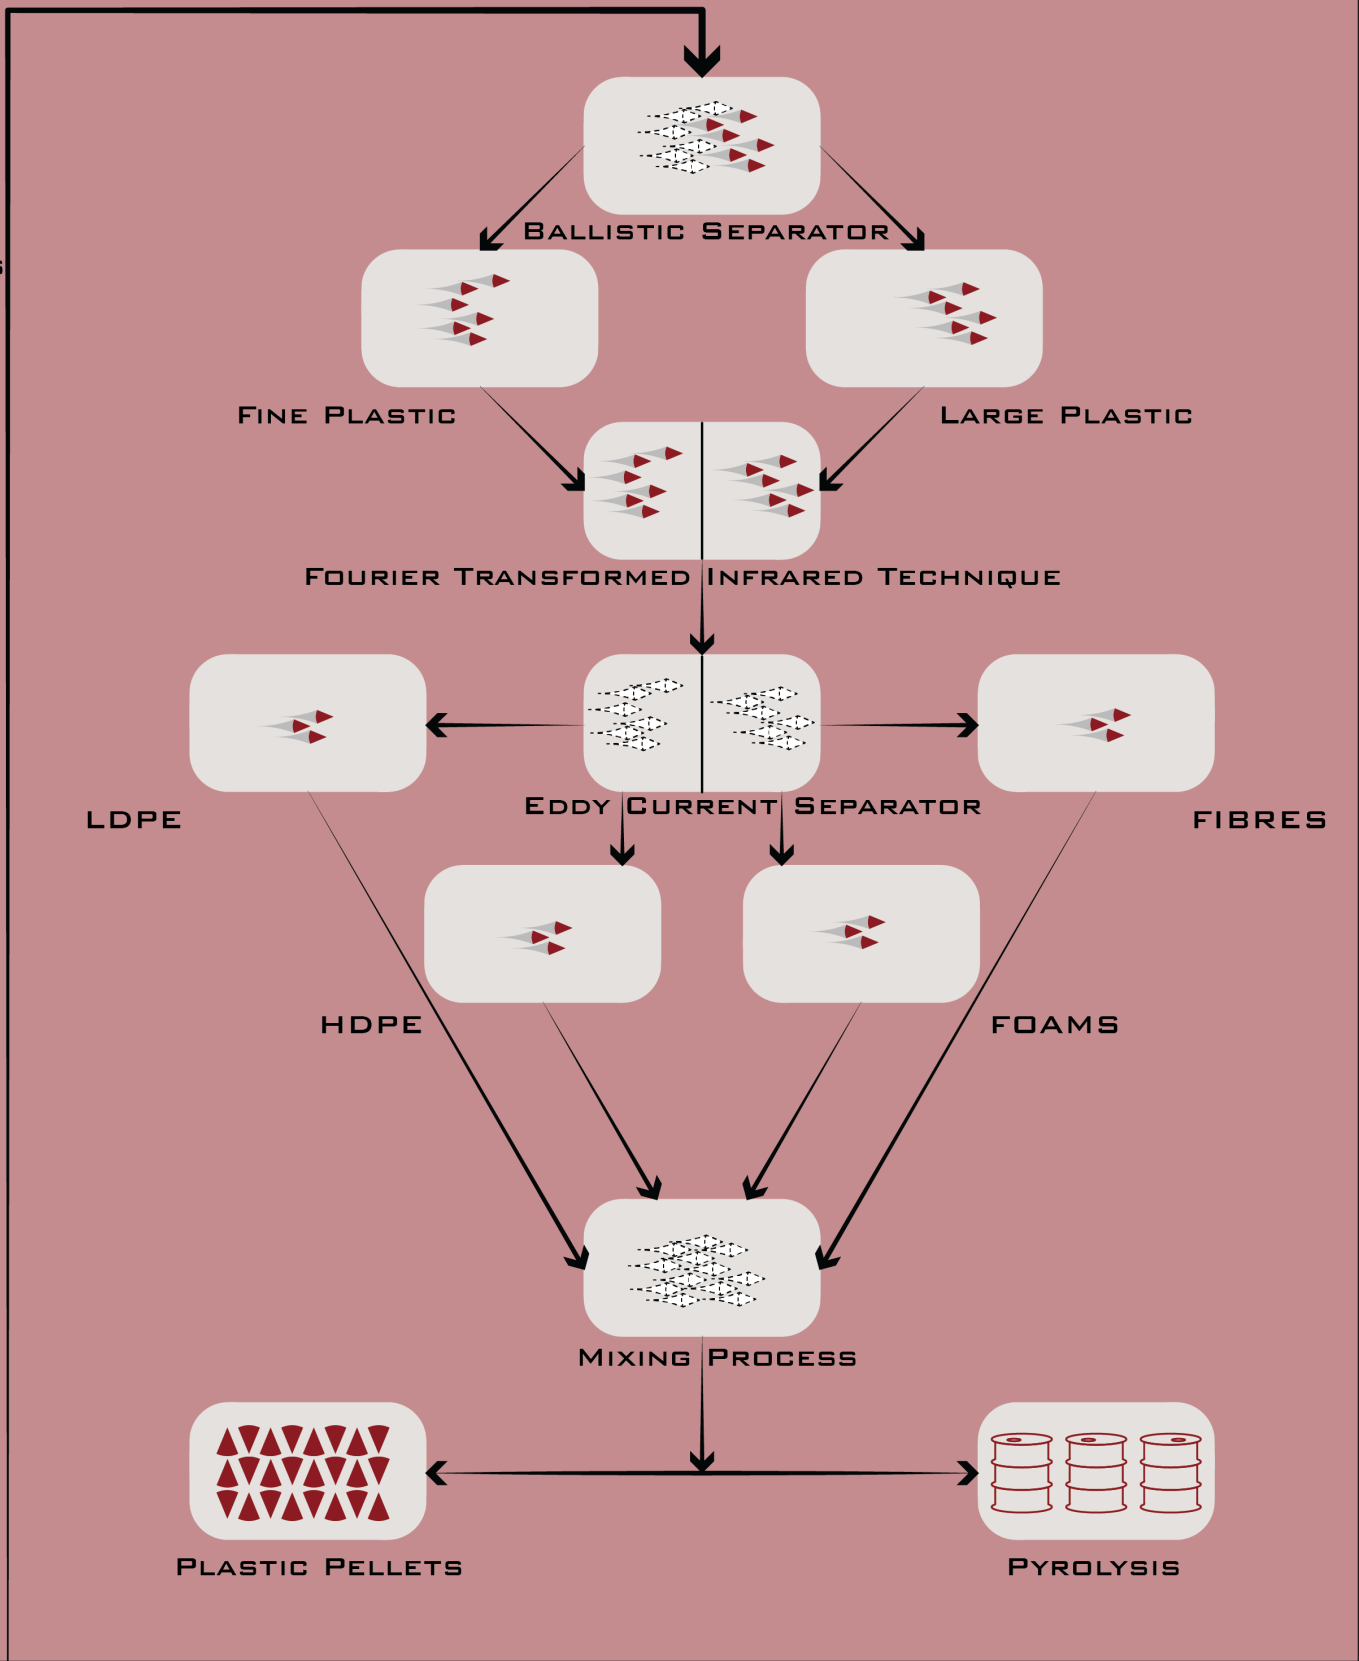 Ballistic Separator
Fine Plastic
Large Plastic
Fourier Transformed Infrared Technique
Eddy Current Separator
LDPE
FIBRES
HDPE
FOAMS
Mixing Process
Plastic Pellets
Pyrolysis